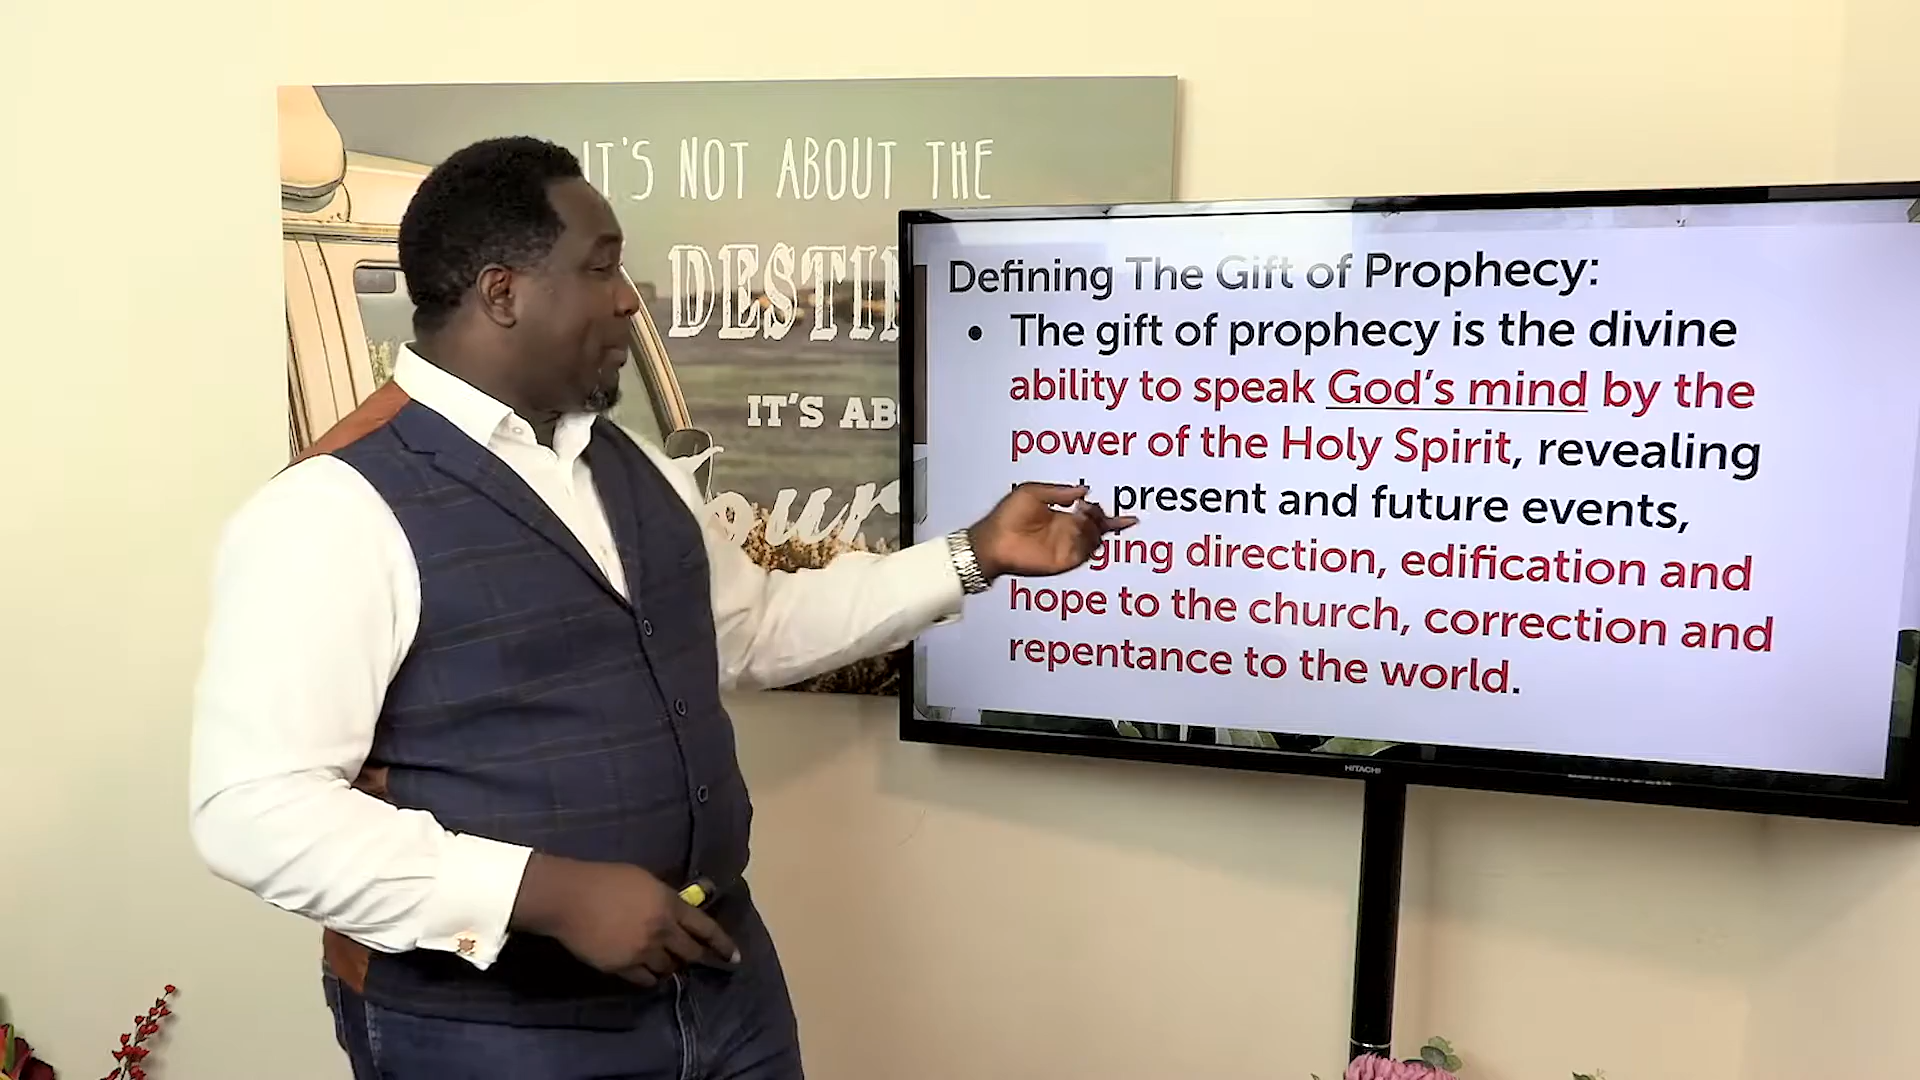 IT'S NOT ABOUT THE
IT'S
Defining The Gift of Prophecy:
• The gift of prophecy is the divine
ability to speak God's mind by the
power of the Holy Spirit, revealing
present and future events,
direction, edification and
hope to the church, correction and
repentance to the world.
HITACHI